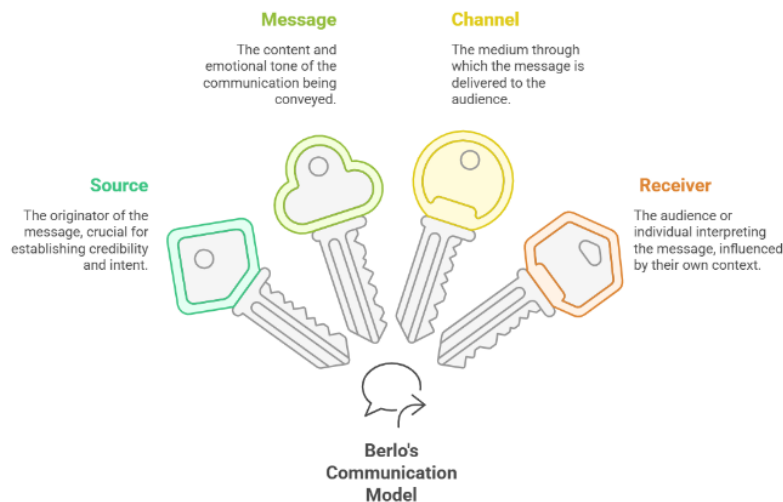 Message
The content and
emotional tone of the
communication being
conveyed.
Channel
The medium through
which the message is
delivered to the
audience.
Source
The originator of the
message, crucial for
establishing credibility
and intent.
Receiver
The audience or
individual interpreting
the message, influenced
by their own context.
Berlo's
Communication
Model